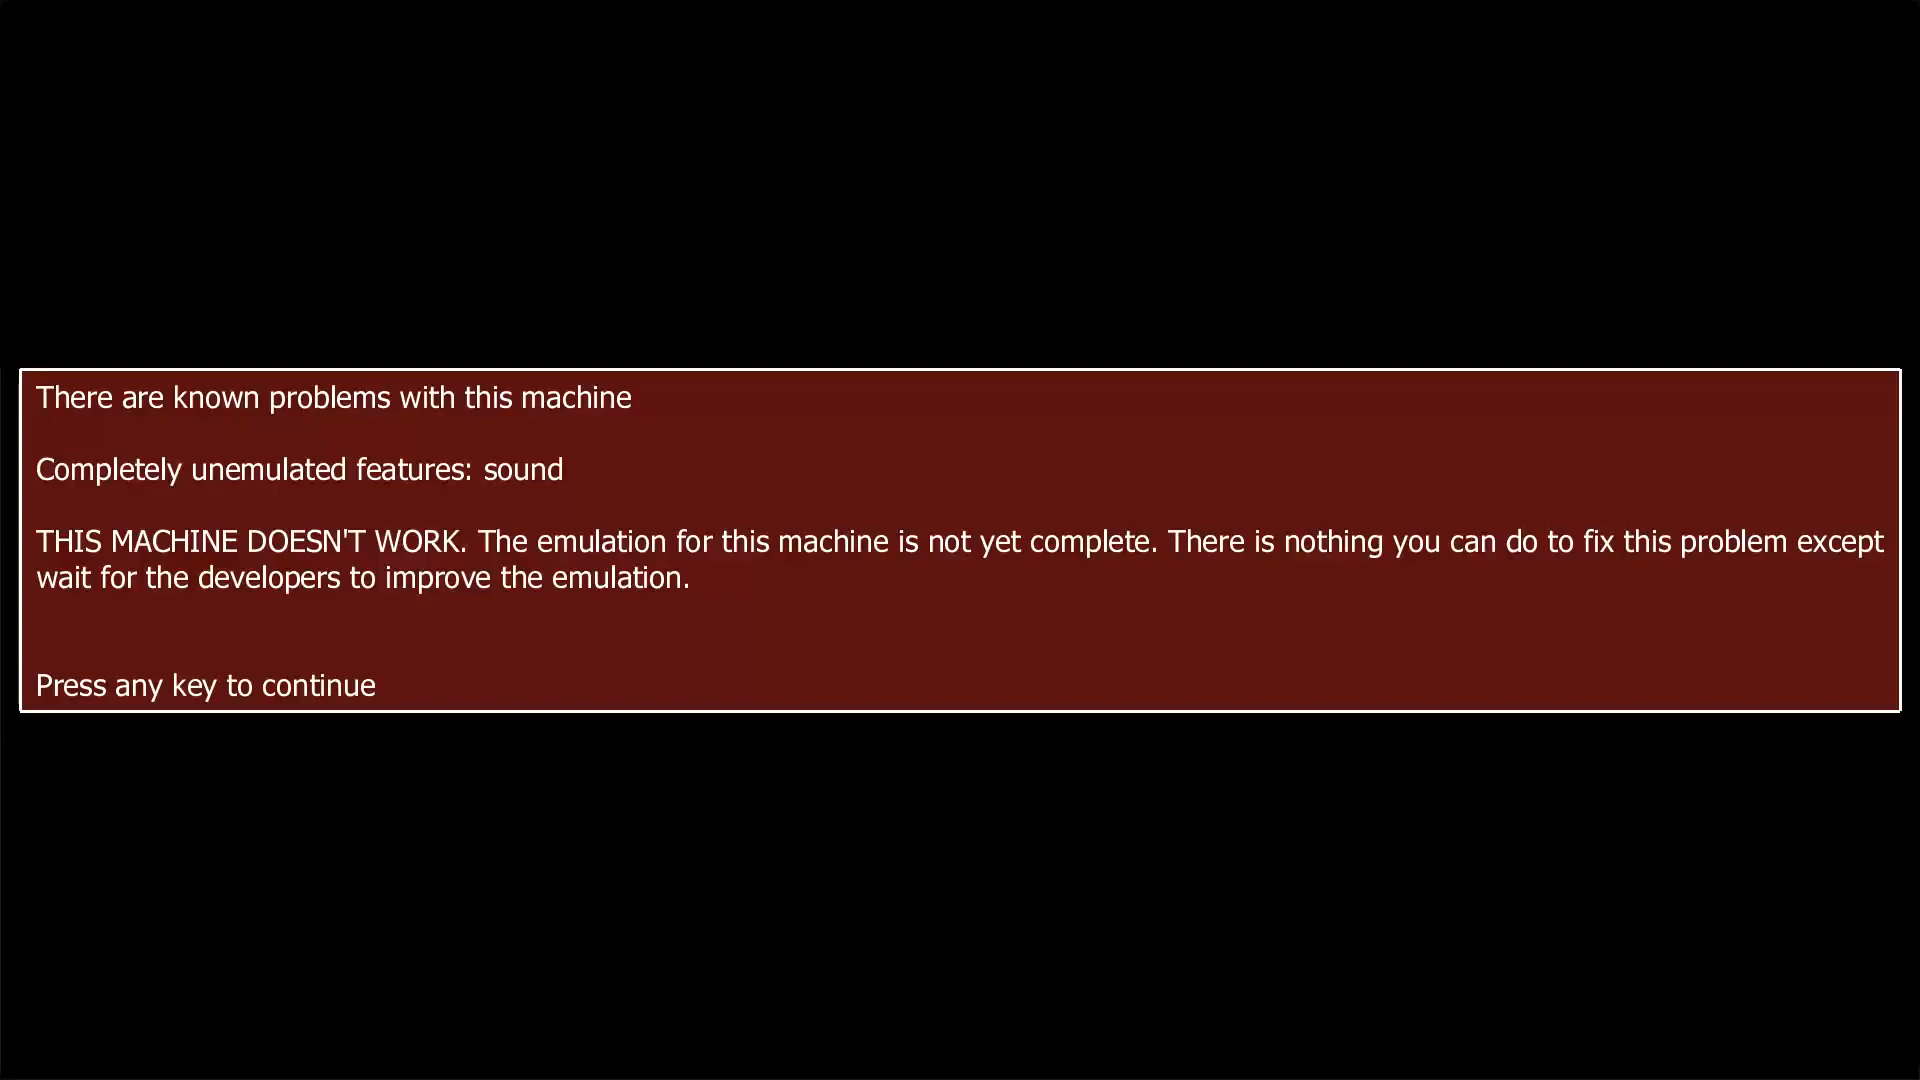 There are known problems with this machine
Completely unemulated features: sound
THIS MACHINE DOESN'T WORK. The emulation for this machine is not yet complete. There is nothing you can do to fix this problem except
wait for the developers to improve the emulation.
Press any key to continue